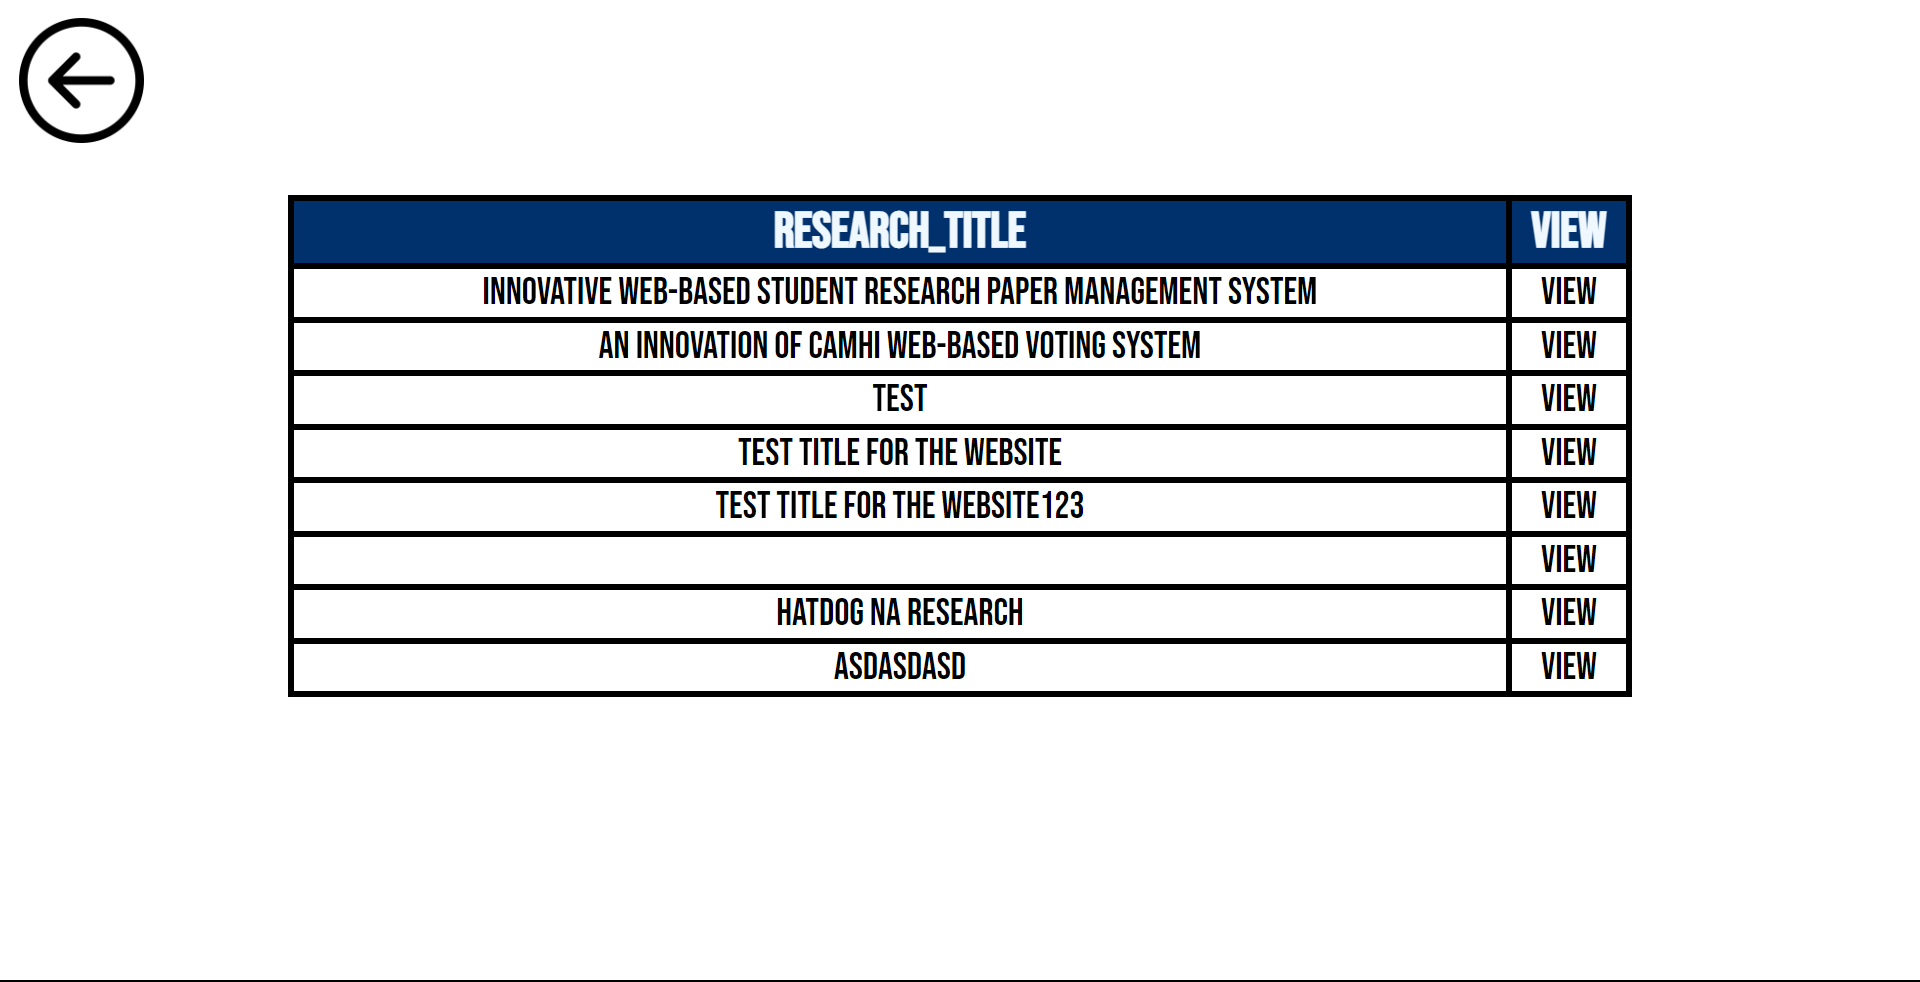 RESEARCH_TITLE VIEW
INNOVATIVE WEB-BASED STUDENT RESEARCH PAPER MANAGEMENT SYSTEM VIEW
AN INNOVATION OF CAMHI WEB-BASED VOTING SYSTEM VIEW
TEST VIEW
TEST TITLE FOR THE WEBSITE VIEW
TEST TITLE FOR THE WEBSITE123 VIEW
VIEW
HATDOG NA RESEARCH VIEW
ASDASDASD VIEW